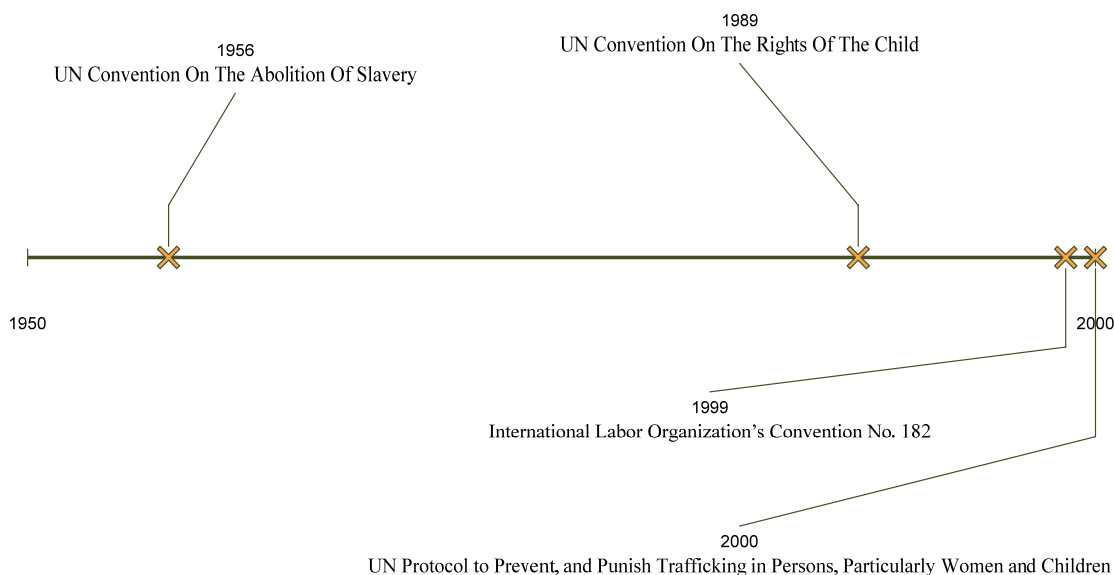 1989
UN Convention On The Rights Of The Child
1956
UN Convention On The Abolition Of Slavery
1950
2000
1999
International Labor Organization's Convention No. 182
2000
UN Protocol to Prevent, and Punish Trafficking in Persons, Particularly Women and Children